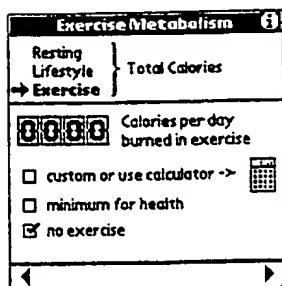 Exercise Metabolism i
Resting
Lifestyle
Exercise
Total Calories
0000
Calories per day
burned in exercise
custom or use calculator ->
minimum for health
no exercise